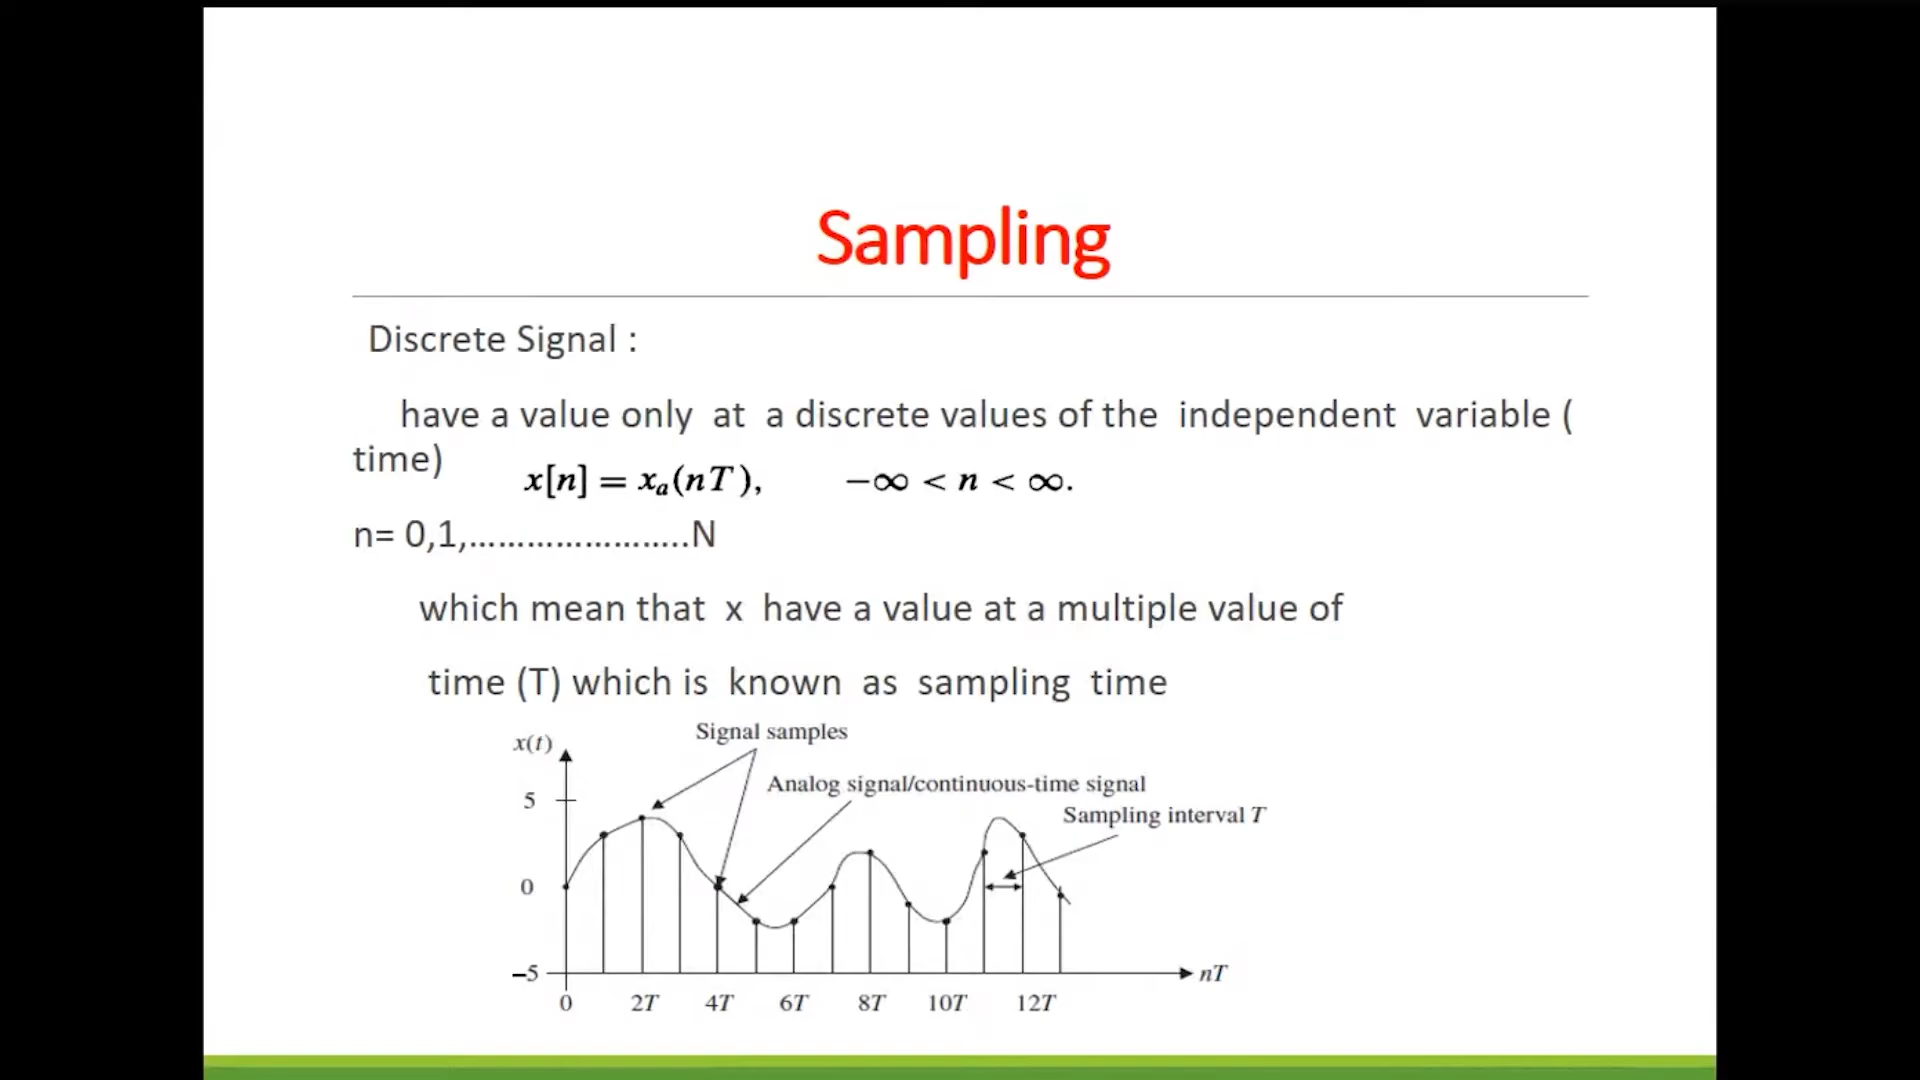 Sampling
Discrete Signal :
have a value only at a discrete values of the independent variable (
time)
x[n] = xₐ(nT), −∞ < n < ∞.
n= 0,1,........................N
which mean that x have a value at a multiple value of
time (T) which is known as sampling time
Signal samples
x(t)
Analog signal/continuous-time signal
5
Sampling interval T
0
−5
nT
0 2T 4T 6T 8T 10T 12T